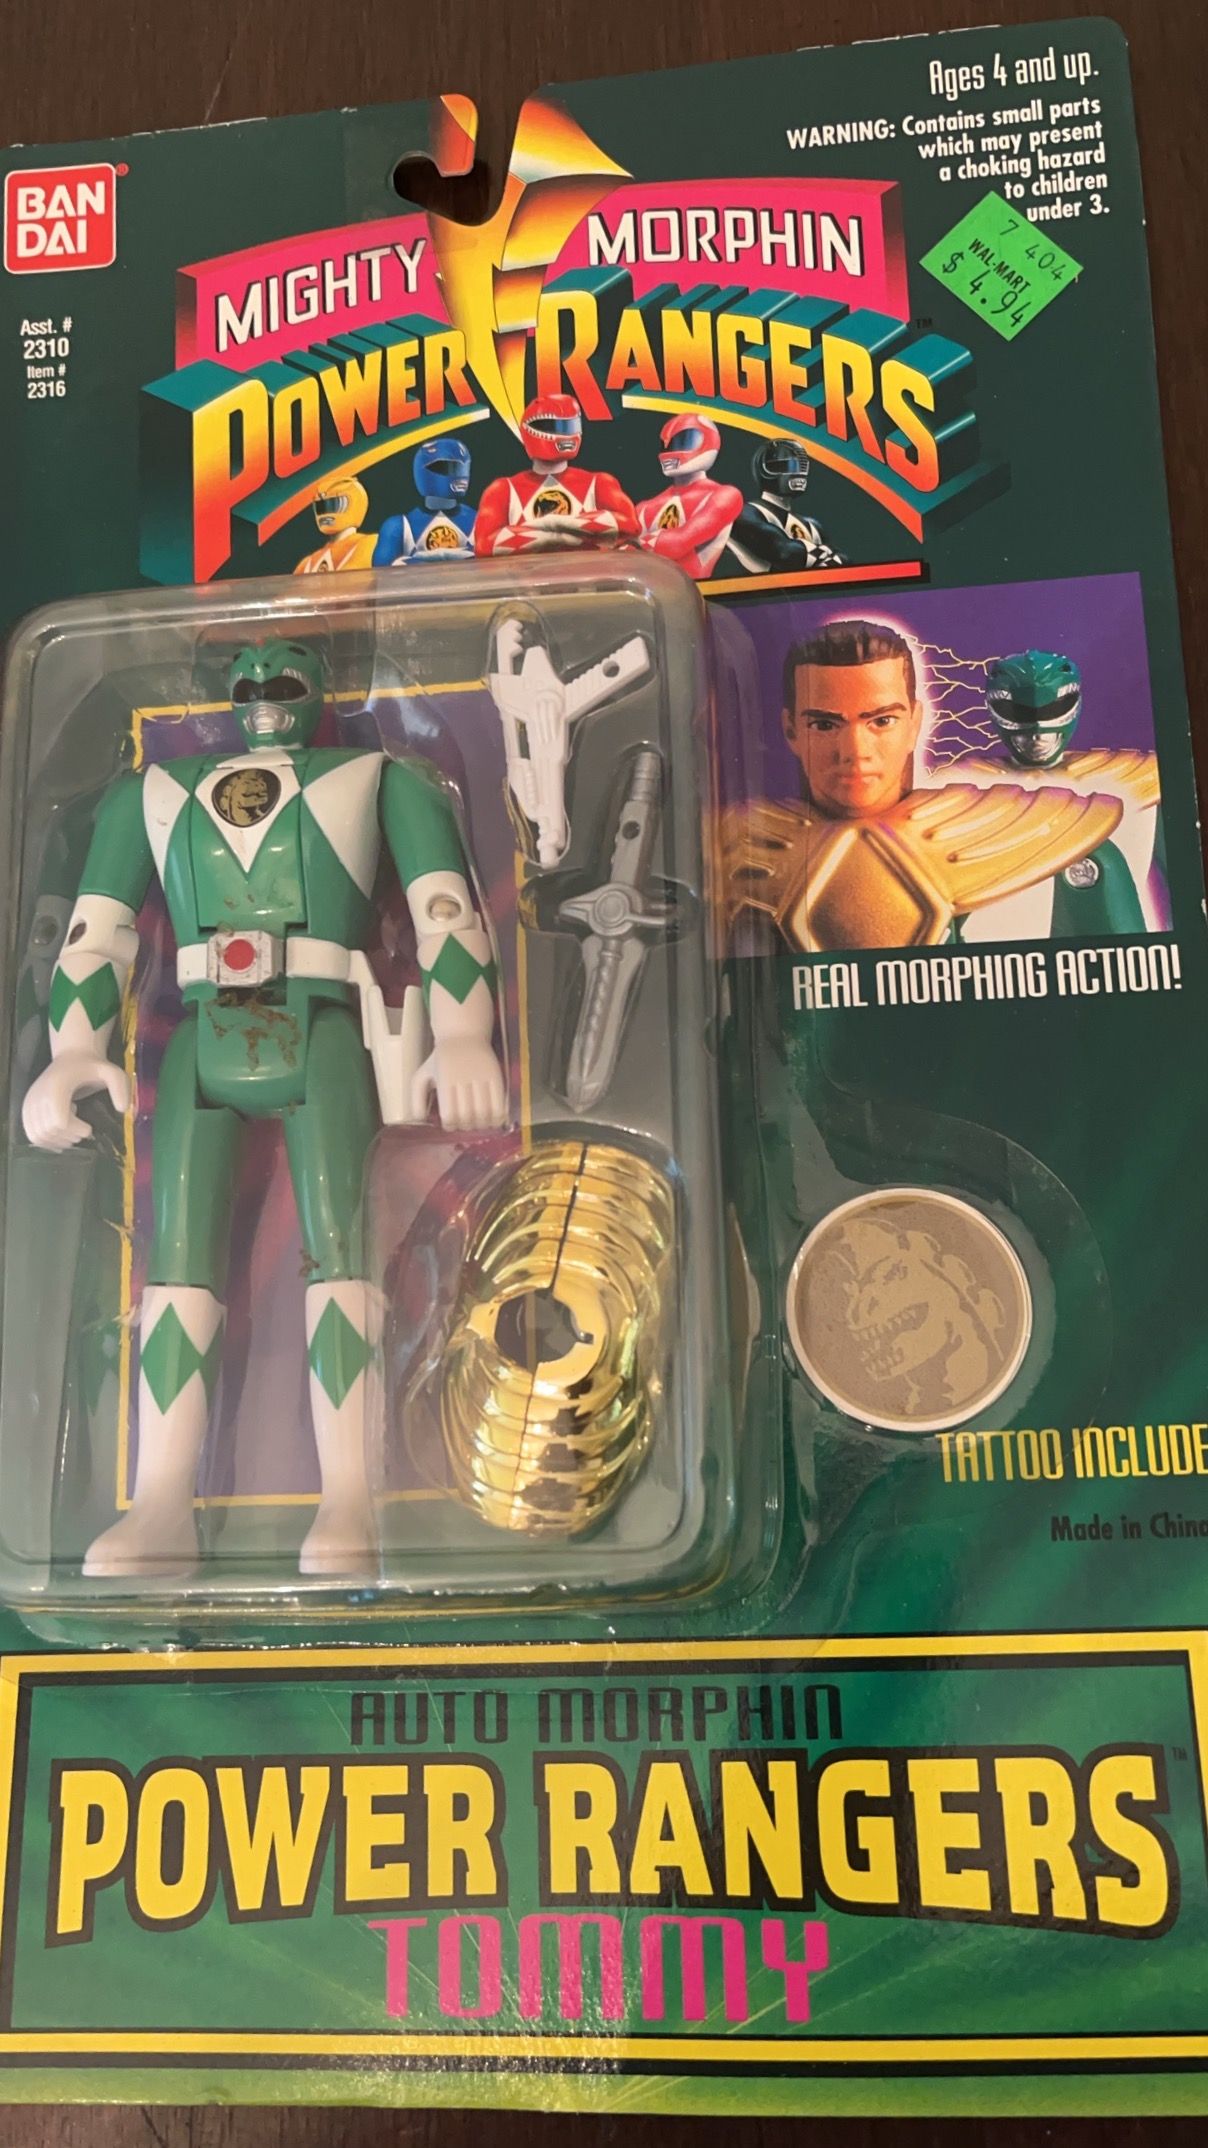 BAN
DAI
®
Asst. #
2310
Item #
2316
Ages 4 and up.
WARNING: Contains small parts
which may present
a choking hazard
to children
under 3.
7 404
WAL-MART
$ 4.94
MIGHTY MORPHIN
POWER RANGERS
TM
REAL MORPHING ACTION!
TATTOO INCLUDE
Made in China
AUTO MORPHIN
POWER RANGERS
TM
TOMMY